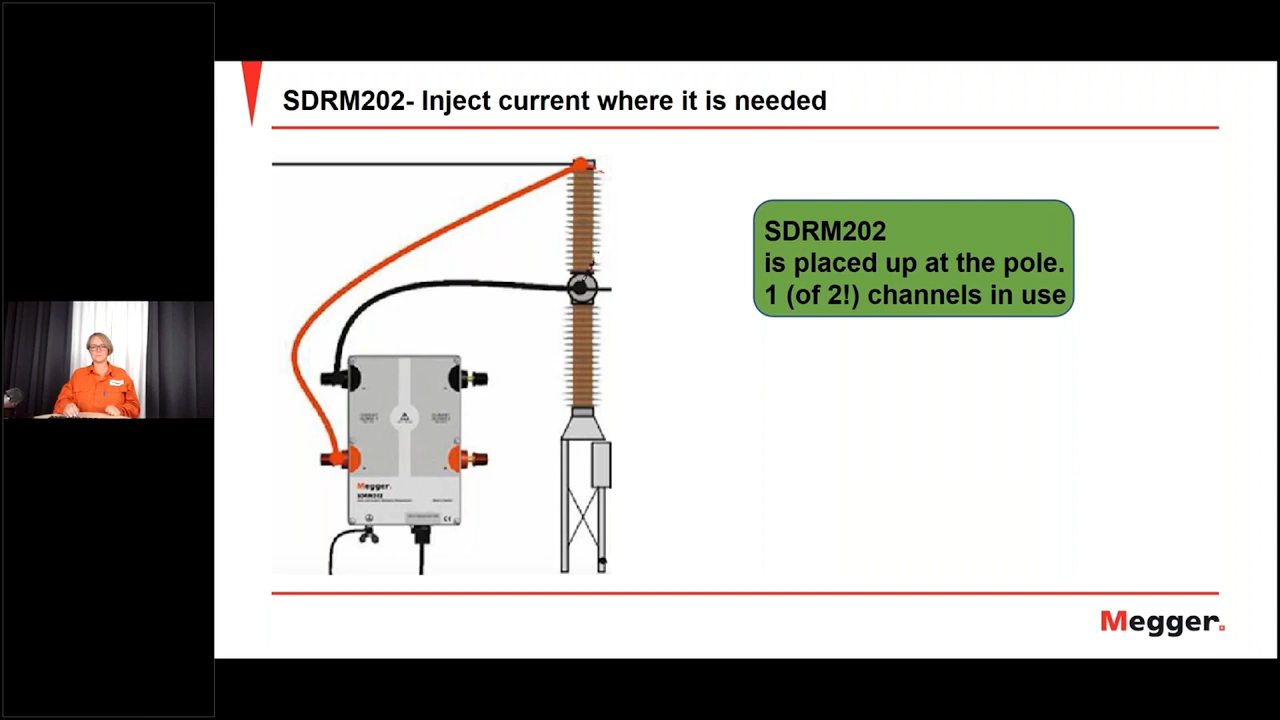 SDRM202- Inject current where it is needed
SDRM202
is placed up at the pole.
1 (of 2!) channels in use
Megger.
SDRM202
Megger.